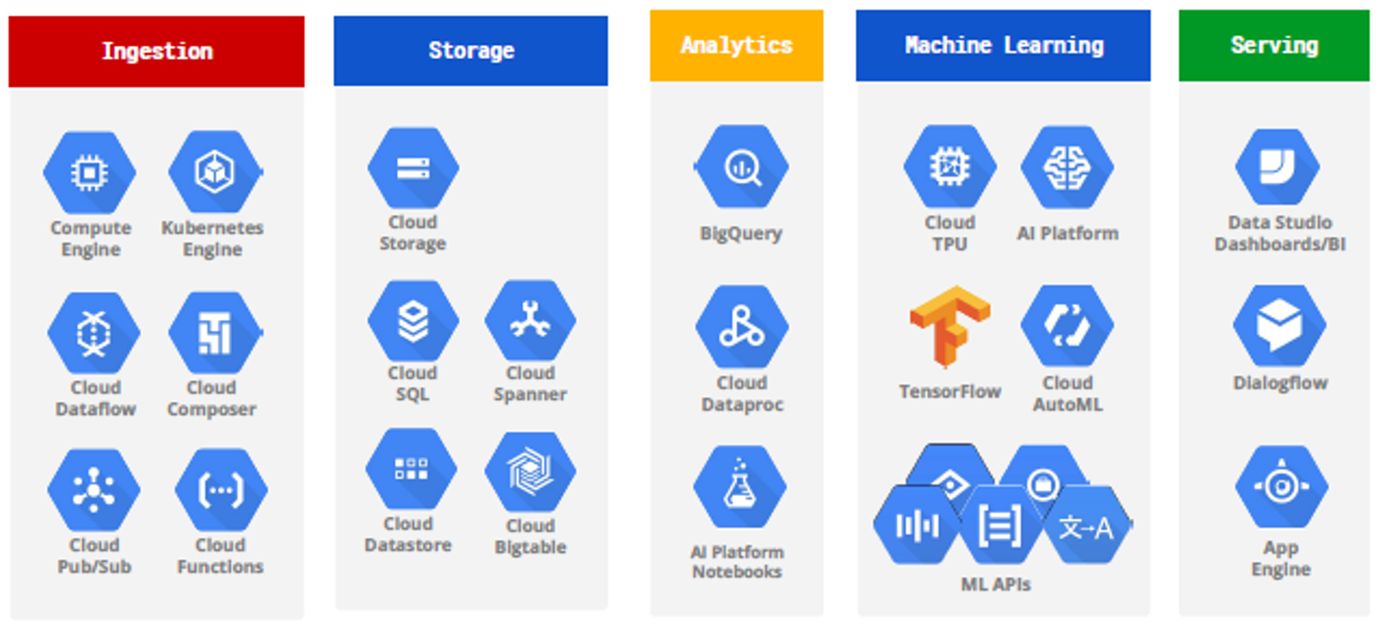 Ingestion
Compute
Engine
Kubernetes
Engine
Cloud
Dataflow
Cloud
Composer
Cloud
Pub/Sub
Cloud
Functions
Storage
Cloud
Storage
Cloud
SQL
Cloud
Spanner
Cloud
Datastore
Cloud
Bigtable
Analytics
BigQuery
Cloud
Dataproc
AI Platform
Notebooks
Machine Learning
Cloud
TPU
AI Platform
TensorFlow
Cloud
AutoML
文→A
ML APIs
Serving
Data Studio
Dashboards/BI
Dialogflow
App
Engine